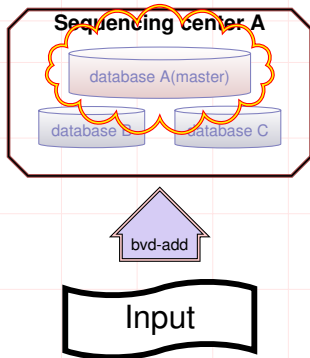 Sequencing center A
database A(master)
database B
database C
bvd-add
Input